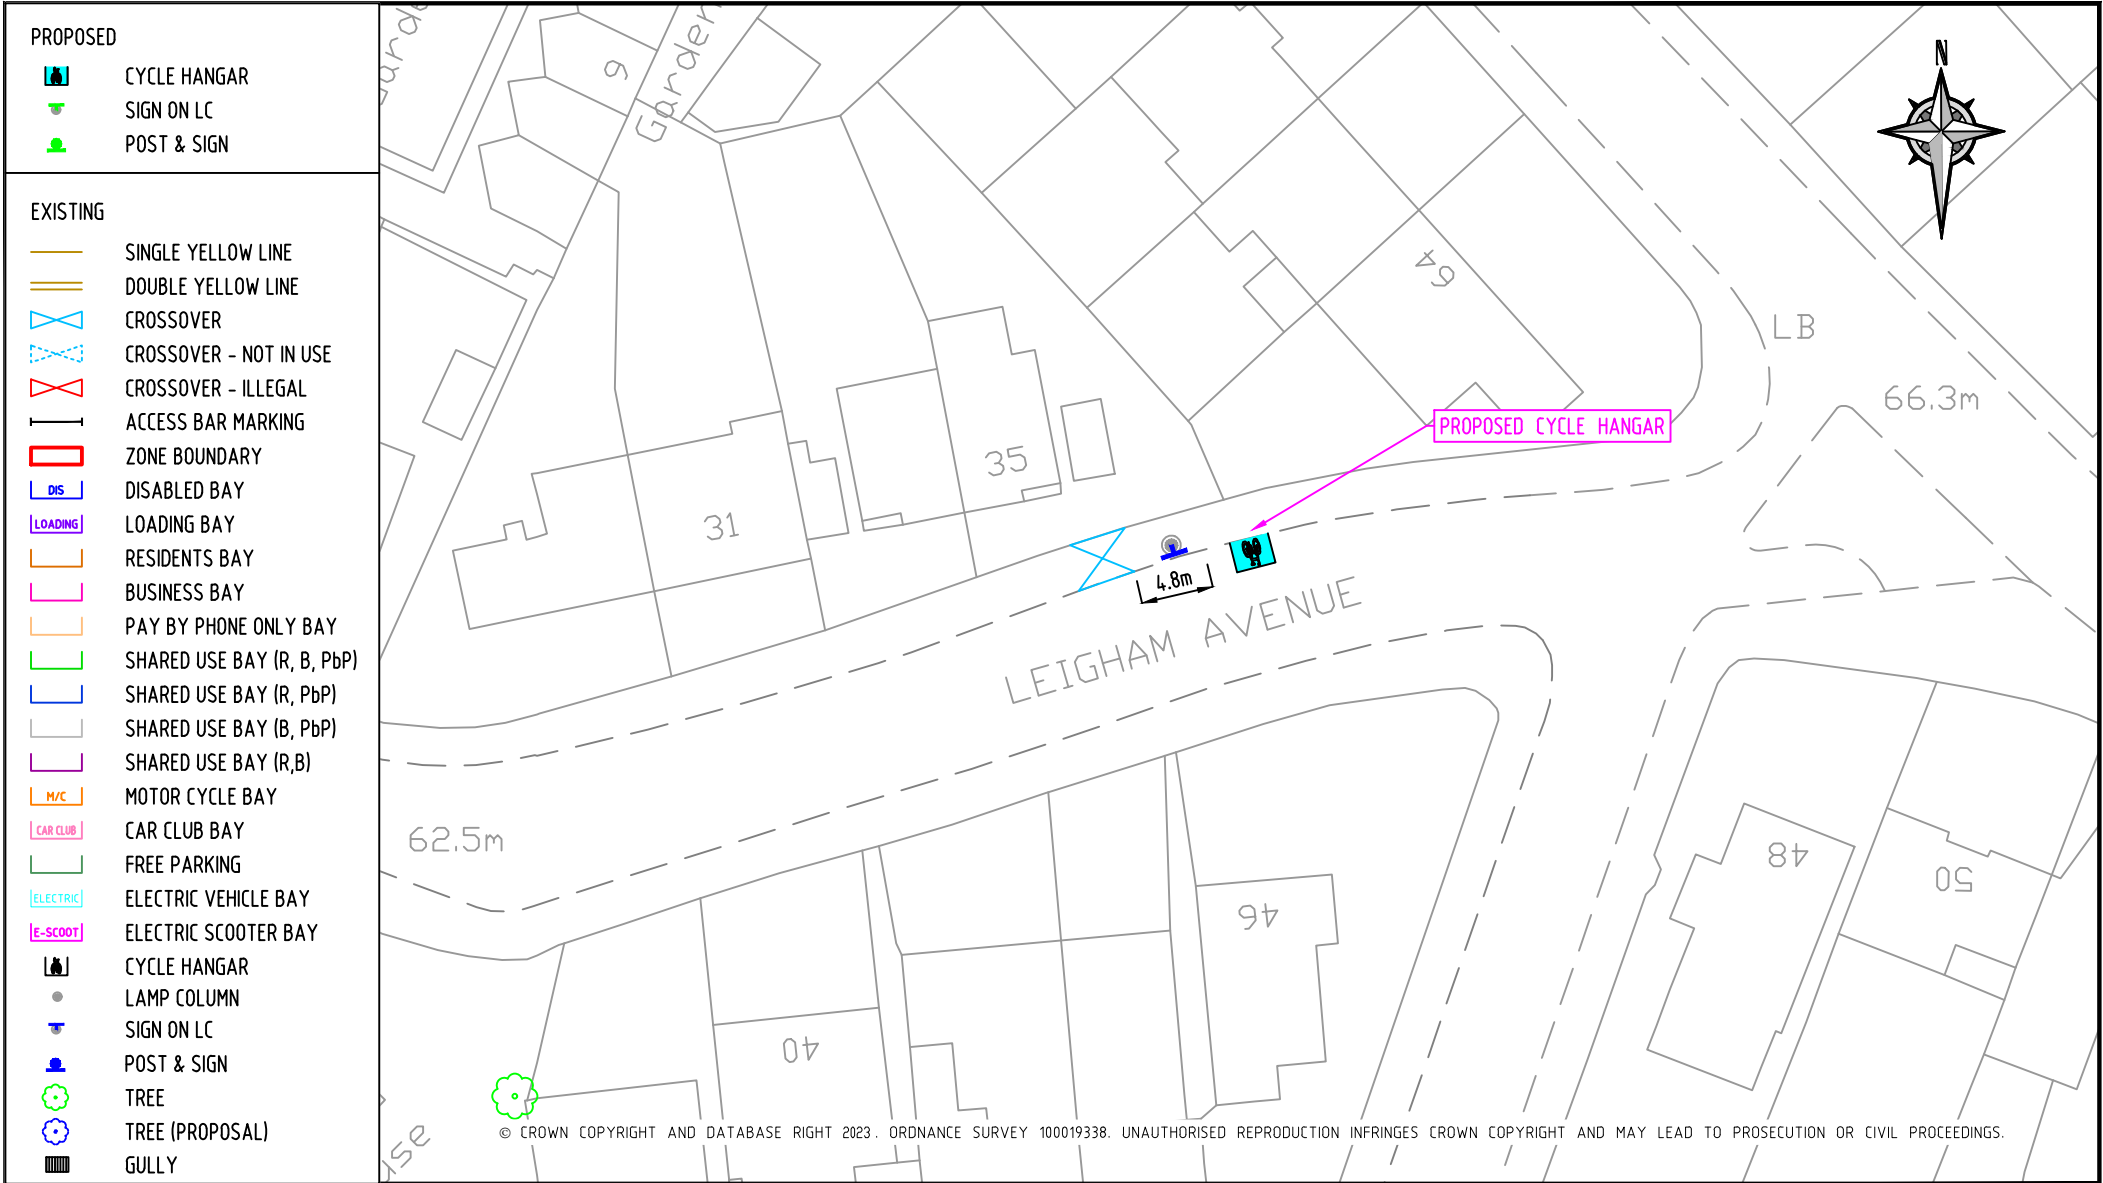 PROPOSED
CYCLE HANGAR
SIGN ON LC
POST & SIGN
EXISTING
SINGLE YELLOW LINE
DOUBLE YELLOW LINE
CROSSOVER
CROSSOVER - NOT IN USE
CROSSOVER - ILLEGAL
ACCESS BAR MARKING
ZONE BOUNDARY
DIS DISABLED BAY
LOADING LOADING BAY
RESIDENTS BAY
BUSINESS BAY
PAY BY PHONE ONLY BAY
SHARED USE BAY (R, B, PbP)
SHARED USE BAY (R, PbP)
SHARED USE BAY (B, PbP)
SHARED USE BAY (R,B)
M/C MOTOR CYCLE BAY
CAR CLUB CAR CLUB BAY
FREE PARKING
ELECTRIC ELECTRIC VEHICLE BAY
E-SCOOT ELECTRIC SCOOTER BAY
CYCLE HANGAR
LAMP COLUMN
SIGN ON LC
POST & SIGN
TREE
TREE (PROPOSAL)
GULLY
Garden
N
64
LB
66.3m
PROPOSED CYCLE HANGAR
35
31
4.8m
LEIGHAM AVENUE
62.5m
48
50
46
40
© CROWN COPYRIGHT AND DATABASE RIGHT 2023. ORDNANCE SURVEY 100019338. UNAUTHORISED REPRODUCTION INFRINGES CROWN COPYRIGHT AND MAY LEAD TO PROSECUTION OR CIVIL PROCEEDINGS.